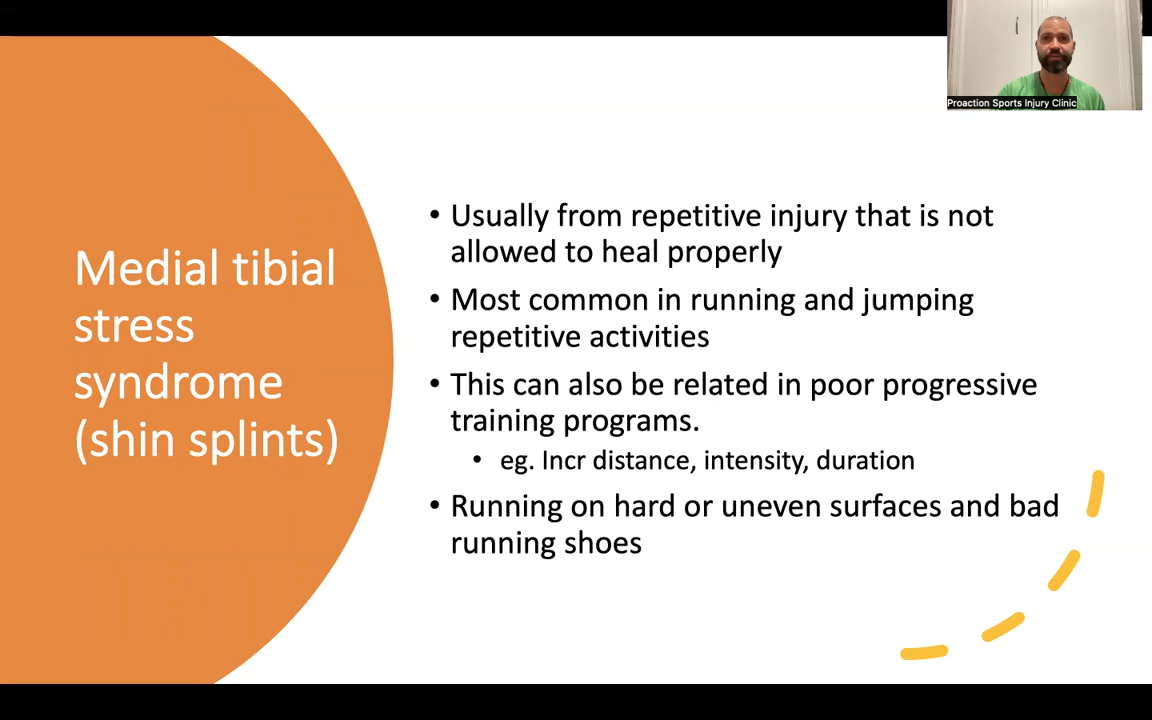 Proaction Sports Injury Clinic
Medial tibial
stress
syndrome
(shin splints)
• Usually from repetitive injury that is not
allowed to heal properly
• Most common in running and jumping
repetitive activities
• This can also be related in poor progressive
training programs.
• eg. Incr distance, intensity, duration
• Running on hard or uneven surfaces and bad
running shoes